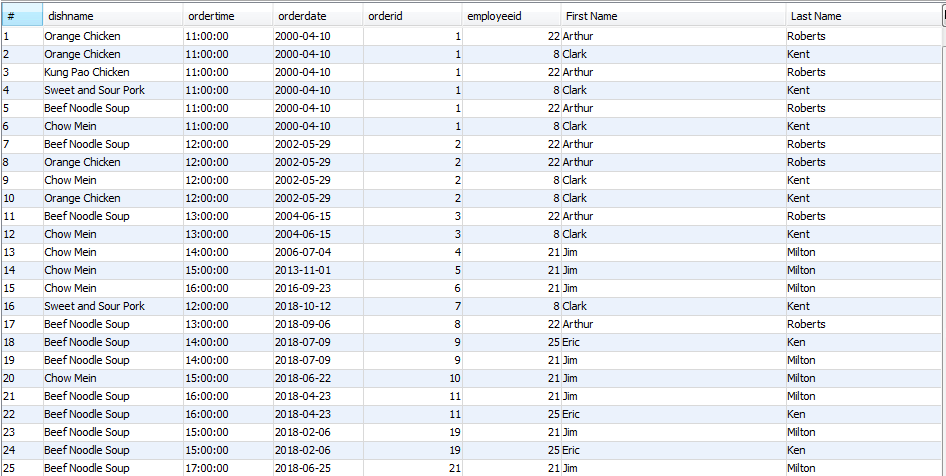 # dishname ordertime orderdate orderid employeeid First Name Last Name
1 Orange Chicken 11:00:00 2000-04-10 1 22 Arthur Roberts
2 Orange Chicken 11:00:00 2000-04-10 1 8 Clark Kent
3 Kung Pao Chicken 11:00:00 2000-04-10 1 22 Arthur Roberts
4 Sweet and Sour Pork 11:00:00 2000-04-10 1 8 Clark Kent
5 Beef Noodle Soup 11:00:00 2000-04-10 1 22 Arthur Roberts
6 Chow Mein 11:00:00 2000-04-10 1 8 Clark Kent
7 Beef Noodle Soup 12:00:00 2002-05-29 2 22 Arthur Roberts
8 Orange Chicken 12:00:00 2002-05-29 2 22 Arthur Roberts
9 Chow Mein 12:00:00 2002-05-29 2 8 Clark Kent
10 Orange Chicken 12:00:00 2002-05-29 2 8 Clark Kent
11 Beef Noodle Soup 13:00:00 2004-06-15 3 22 Arthur Roberts
12 Chow Mein 13:00:00 2004-06-15 3 8 Clark Kent
13 Chow Mein 14:00:00 2006-07-04 4 21 Jim Milton
14 Chow Mein 15:00:00 2013-11-01 5 21 Jim Milton
15 Chow Mein 16:00:00 2016-09-23 6 21 Jim Milton
16 Sweet and Sour Pork 12:00:00 2018-10-12 7 8 Clark Kent
17 Beef Noodle Soup 13:00:00 2018-09-06 8 22 Arthur Roberts
18 Beef Noodle Soup 14:00:00 2018-07-09 9 25 Eric Ken
19 Beef Noodle Soup 14:00:00 2018-07-09 9 21 Jim Milton
20 Chow Mein 15:00:00 2018-06-22 10 21 Jim Milton
21 Beef Noodle Soup 16:00:00 2018-04-23 11 21 Jim Milton
22 Beef Noodle Soup 16:00:00 2018-04-23 11 25 Eric Ken
23 Beef Noodle Soup 15:00:00 2018-02-06 19 21 Jim Milton
24 Beef Noodle Soup 15:00:00 2018-02-06 19 25 Eric Ken
25 Beef Noodle Soup 17:00:00 2018-06-25 21 21 Jim Milton